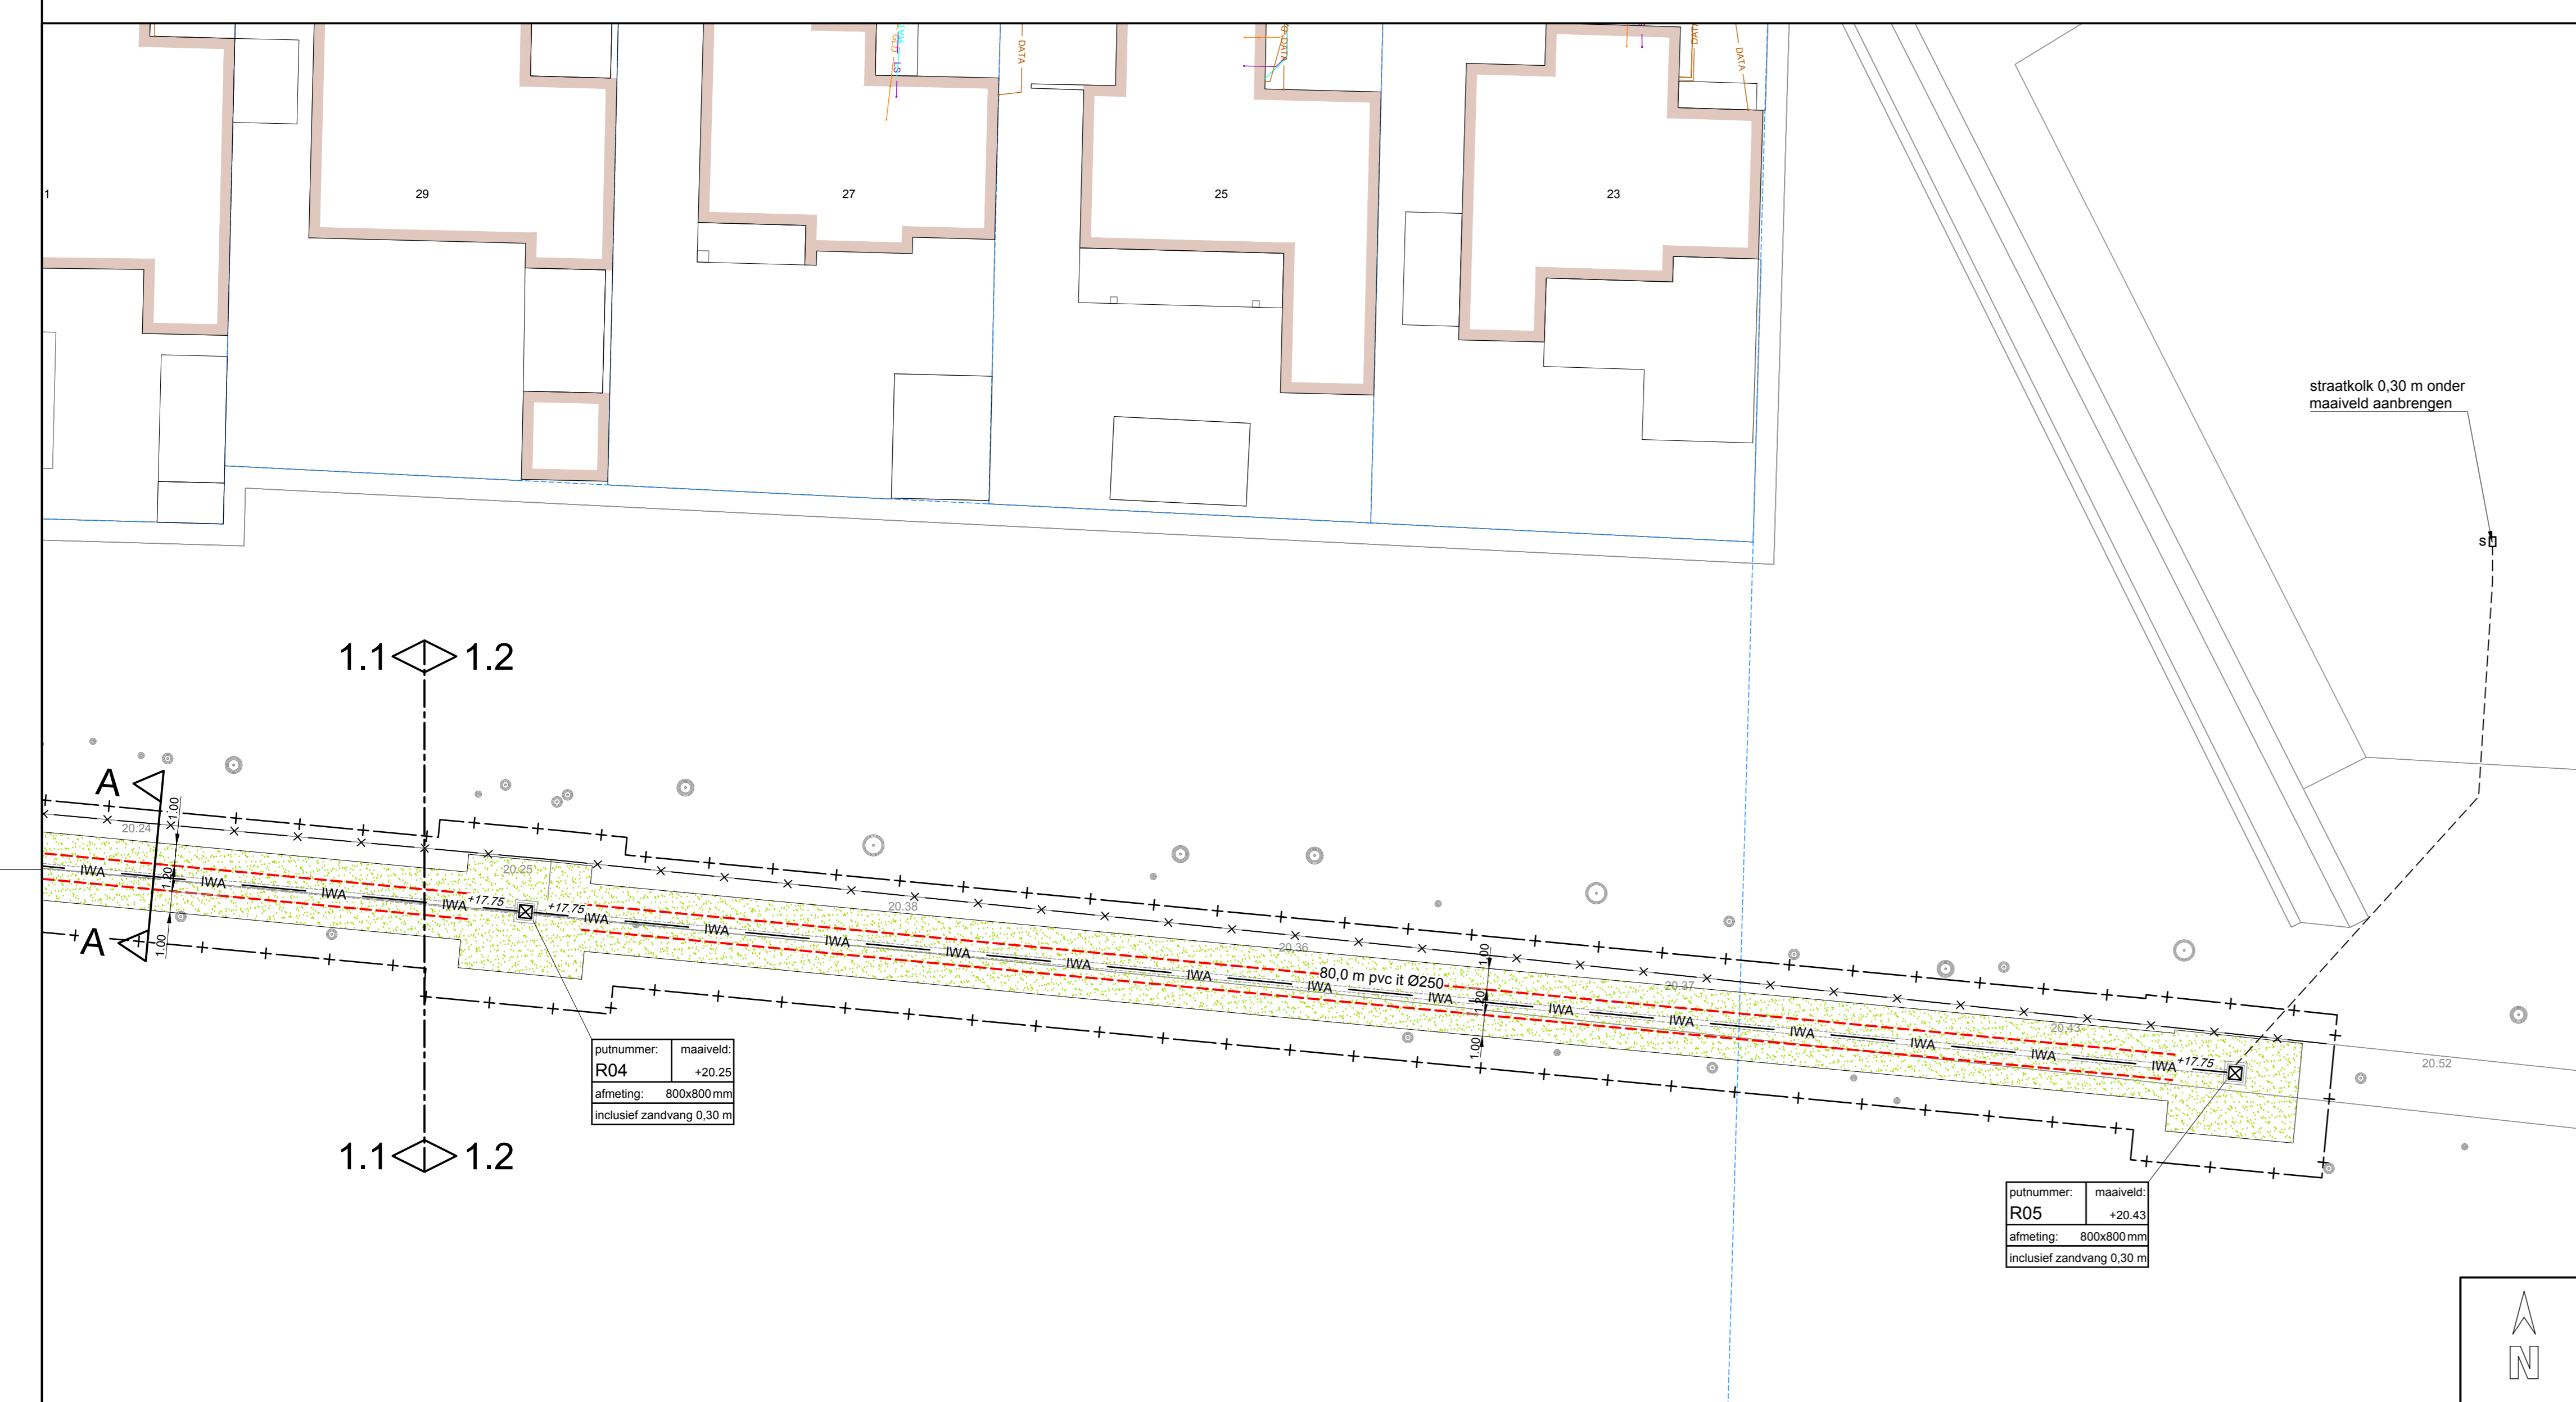 DATA
LS
DATA
DATA
DATA
1
29
27
25
23
straatkolk 0,30 m onder
maaiveld aanbrengen
s
1.1 1.2
A
1.00
20.24
1.20
1.00
A
IWA
IWA
IWA
IWA
+17.75
20.25
+17.75
IWA
IWA
IWA
IWA
IWA
IWA
IWA
IWA
IWA
IWA
IWA
IWA
IWA
IWA
20.38
20.36
80,0 m pvc it Ø250
1.00
1.20
1.00
20.37
20.43
+17.75
20.52
1.1 1.2
putnummer: maaiveld:
R04 +20.25
afmeting: 800x800mm
inclusief zandvang 0,30 m
putnummer: maaiveld:
R05 +20.43
afmeting: 800x800mm
inclusief zandvang 0,30 m
N